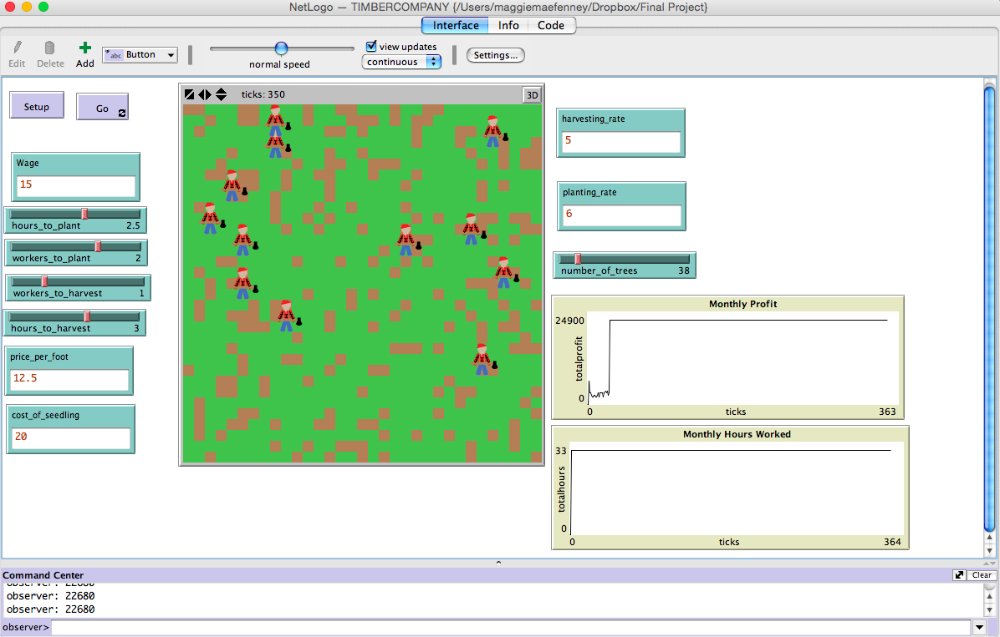 NetLogo — TIMBERCOMPANY {/Users/maggiemaefenney/Dropbox/Final Project}
Interface Info Code
Edit Delete Add abc Button normal speed view updates continuous Settings...
Setup Go
ticks: 350 3D
Wage
15
hours_to_plant 2.5
workers_to_plant 2
workers_to_harvest 1
hours_to_harvest 3
price_per_foot
12.5
cost_of_seedling
20
harvesting_rate
5
planting_rate
6
number_of_trees 38
Monthly Profit
24900
totalprofit
0
0 ticks 363
Monthly Hours Worked
33
totalhours
0
0 ticks 364
Command Center Clear
observer: 22680
observer: 22680
observer: 22680
observer>